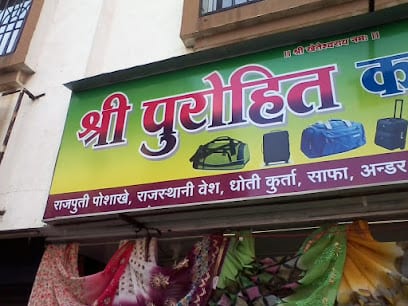 ॥ श्री खेतेश्वराय नमः ॥
श्री पुरोहित क
राजपुती पोशाखे, राजस्थानी वेश, धोती कुर्ता, साफा, अन्डर